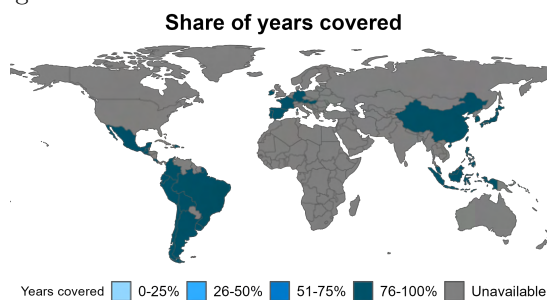 Share of years covered
Years covered 0-25% 26-50% 51-75% 76-100% Unavailable